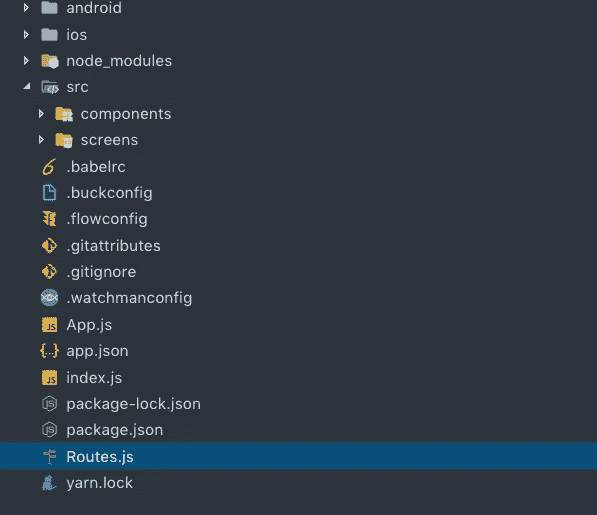 android
ios
node_modules
src
components
screens
.babelrc
.buckconfig
.flowconfig
.gitattributes
.gitignore
.watchmanconfig
App.js
app.json
index.js
package-lock.json
package.json
Routes.js
yarn.lock